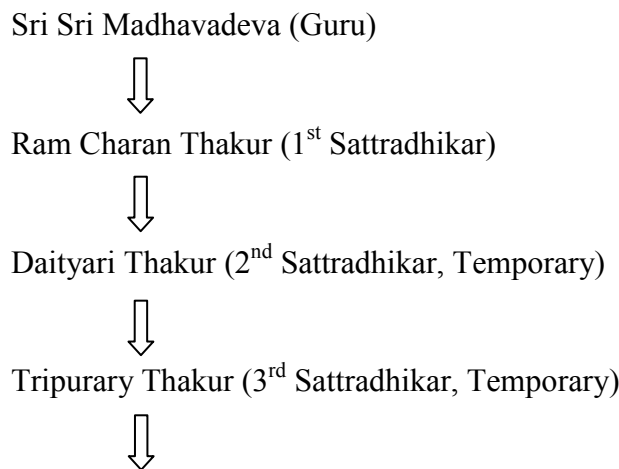 Sri Sri Madhavadeva (Guru)
Ram Charan Thakur (1st Sattradhikar)
Daityari Thakur (2nd Sattradhikar, Temporary)
Tripurary Thakur (3rd Sattradhikar, Temporary)